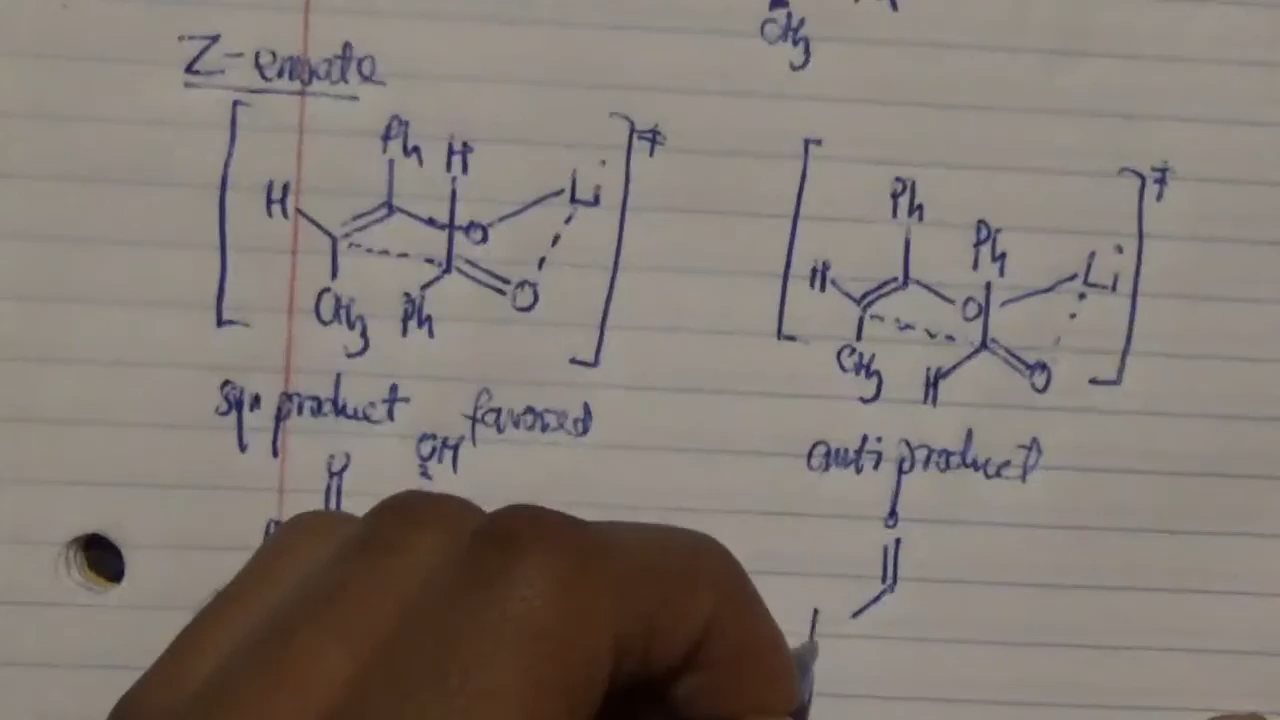 CH3
Z-enolate
Ph H Li ≠
H O
CH3 Ph O
Ph Ph Li ≠
H O
CH3 H O
syn product favored
anti product
O OH
O